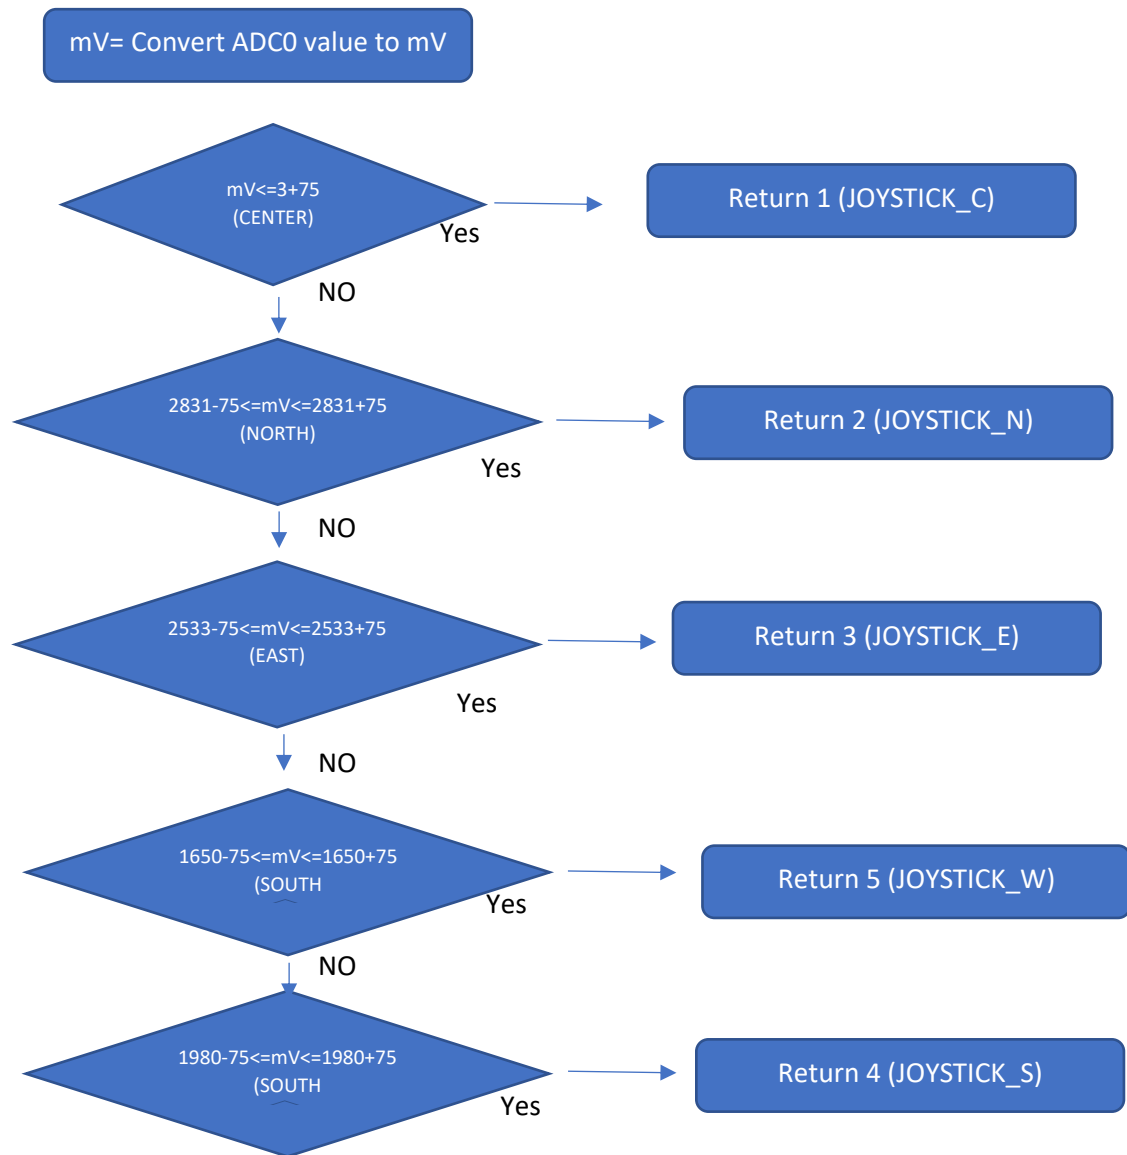 mV= Convert ADC0 value to mV
mV<=3+75
(CENTER)
Yes
Return 1 (JOYSTICK_C)
NO
2831-75<=mV<=2831+75
(NORTH)
Yes
Return 2 (JOYSTICK_N)
NO
2533-75<=mV<=2533+75
(EAST)
Yes
Return 3 (JOYSTICK_E)
NO
1650-75<=mV<=1650+75
(SOUTH
Yes
Return 5 (JOYSTICK_W)
NO
1980-75<=mV<=1980+75
(SOUTH
Yes
Return 4 (JOYSTICK_S)